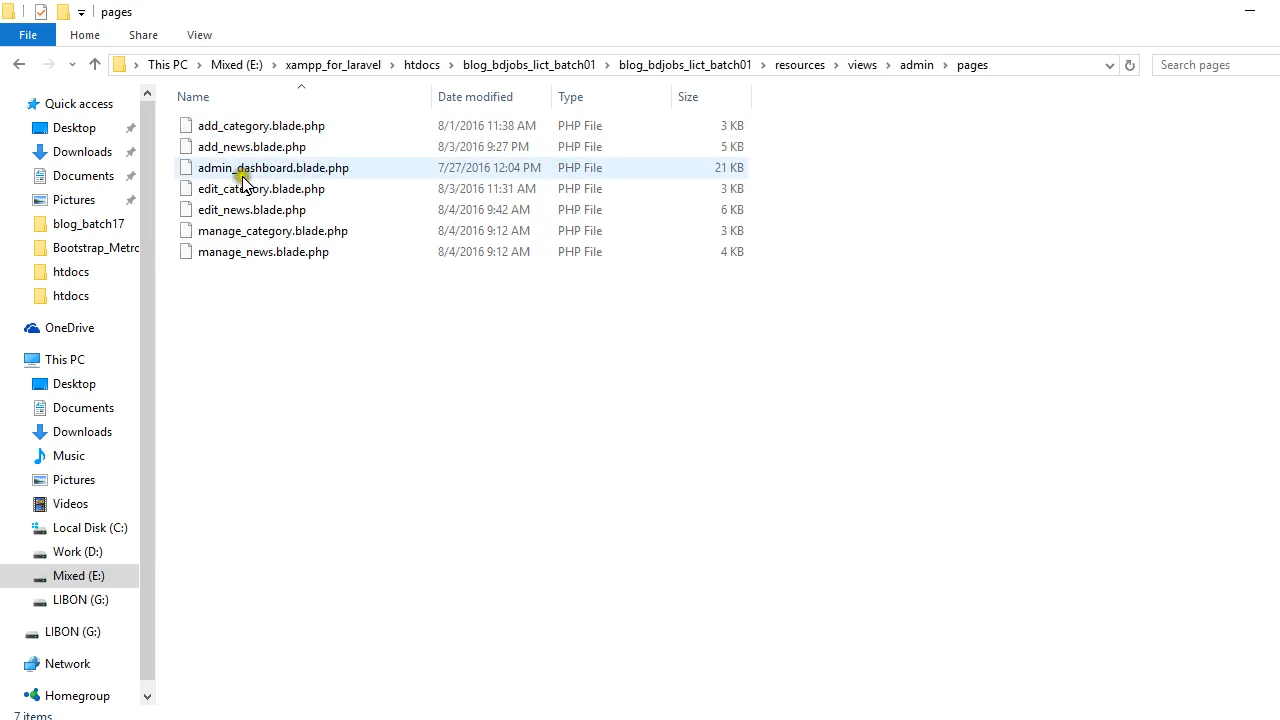 pages
File Home Share View
This PC Mixed (E:) xampp_for_laravel htdocs blog_bdjobs_lict_batch01 blog_bdjobs_lict_batch01 resources views admin pages
Search pages
Name Date modified Type Size
add_category.blade.php 8/1/2016 11:38 AM PHP File 3 KB
add_news.blade.php 8/3/2016 9:27 PM PHP File 5 KB
admin_dashboard.blade.php 7/27/2016 12:04 PM PHP File 21 KB
edit_category.blade.php 8/3/2016 11:31 AM PHP File 3 KB
edit_news.blade.php 8/4/2016 9:42 AM PHP File 6 KB
manage_category.blade.php 8/4/2016 9:12 AM PHP File 3 KB
manage_news.blade.php 8/4/2016 9:12 AM PHP File 4 KB
Quick access
Desktop
Downloads
Documents
Pictures
blog_batch17
Bootstrap_Metro
htdocs
htdocs
OneDrive
This PC
Desktop
Documents
Downloads
Music
Pictures
Videos
Local Disk (C:)
Work (D:)
Mixed (E:)
LIBON (G:)
LIBON (G:)
Network
Homegroup
7 items